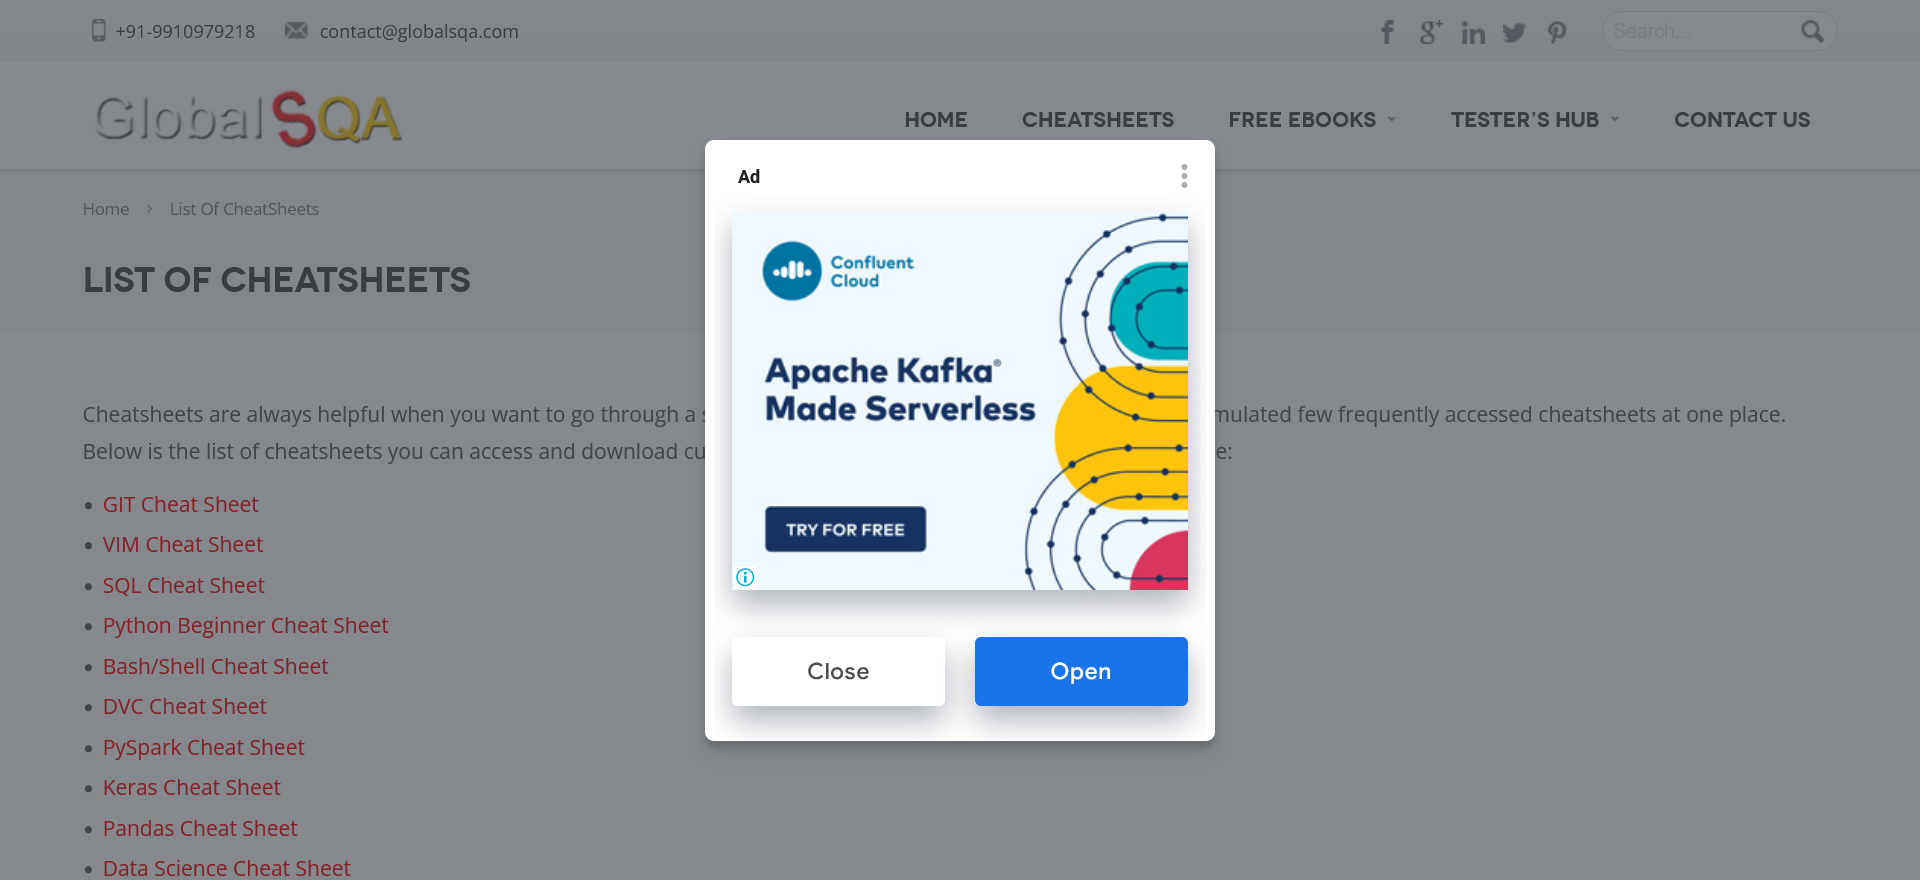 +91-9910979218
contact@globalsqa.com
Search...
GlobalSQA
HOME
CHEATSHEETS
FREE EBOOKS
TESTER'S HUB
CONTACT US
Home
List Of CheatSheets
LIST OF CHEATSHEETS
Cheatsheets are always helpful when you want to go through a
mulated few frequently accessed cheatsheets at one place.
Below is the list of cheatsheets you can access and download cu
e:
GIT Cheat Sheet
VIM Cheat Sheet
SQL Cheat Sheet
Python Beginner Cheat Sheet
Bash/Shell Cheat Sheet
DVC Cheat Sheet
PySpark Cheat Sheet
Keras Cheat Sheet
Pandas Cheat Sheet
Data Science Cheat Sheet
Ad
Confluent
Cloud
Apache Kafka®
Made Serverless
TRY FOR FREE
Close
Open